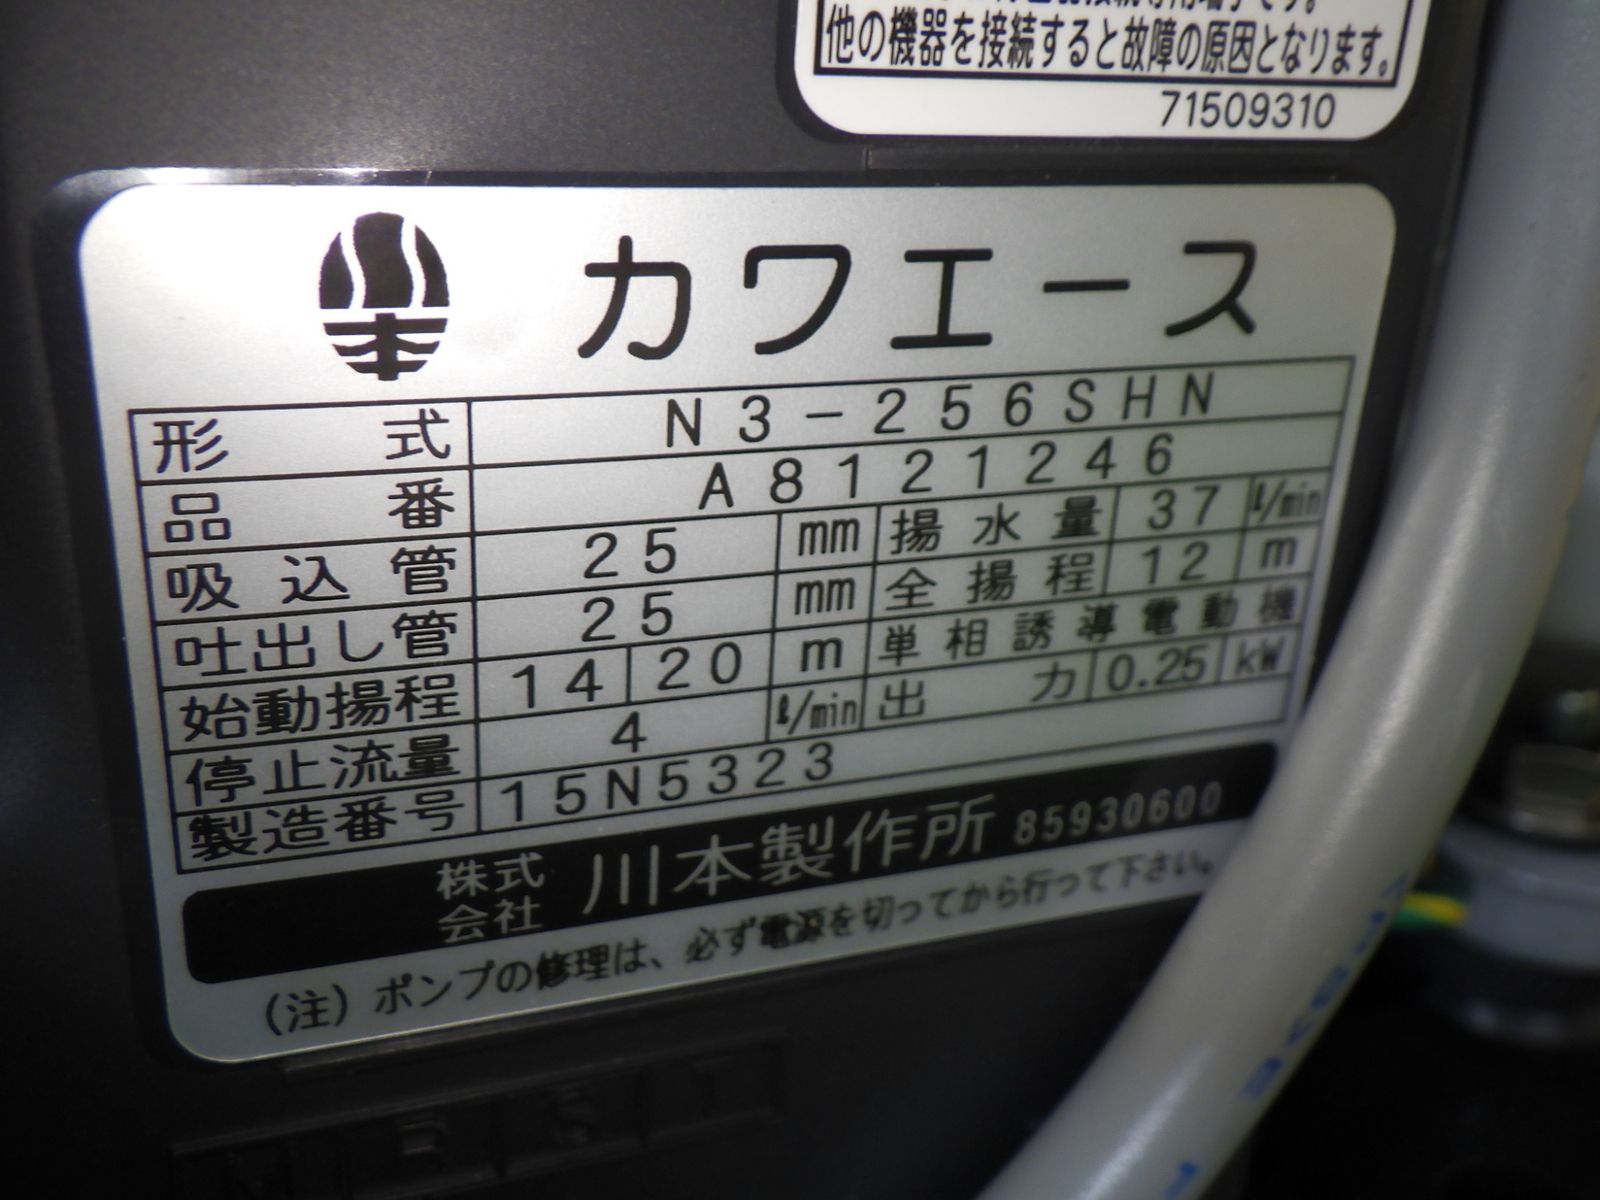 他の機器を接続すると故障の原因となります。
71509310
カワエース
形式 N3-256SHN
品番 A8121246
吸込管 25 mm 揚水量 37 ℓ/min
吐出し管 25 mm 全揚程 12 m
始動揚程 14 20 m 単相誘導電動機
停止流量 4 ℓ/min 出力 0.25 kW
製造番号 15N5323
株式会社 川本製作所 85930600
(注)ポンプの修理は、必ず電源を切ってから行って下さい。